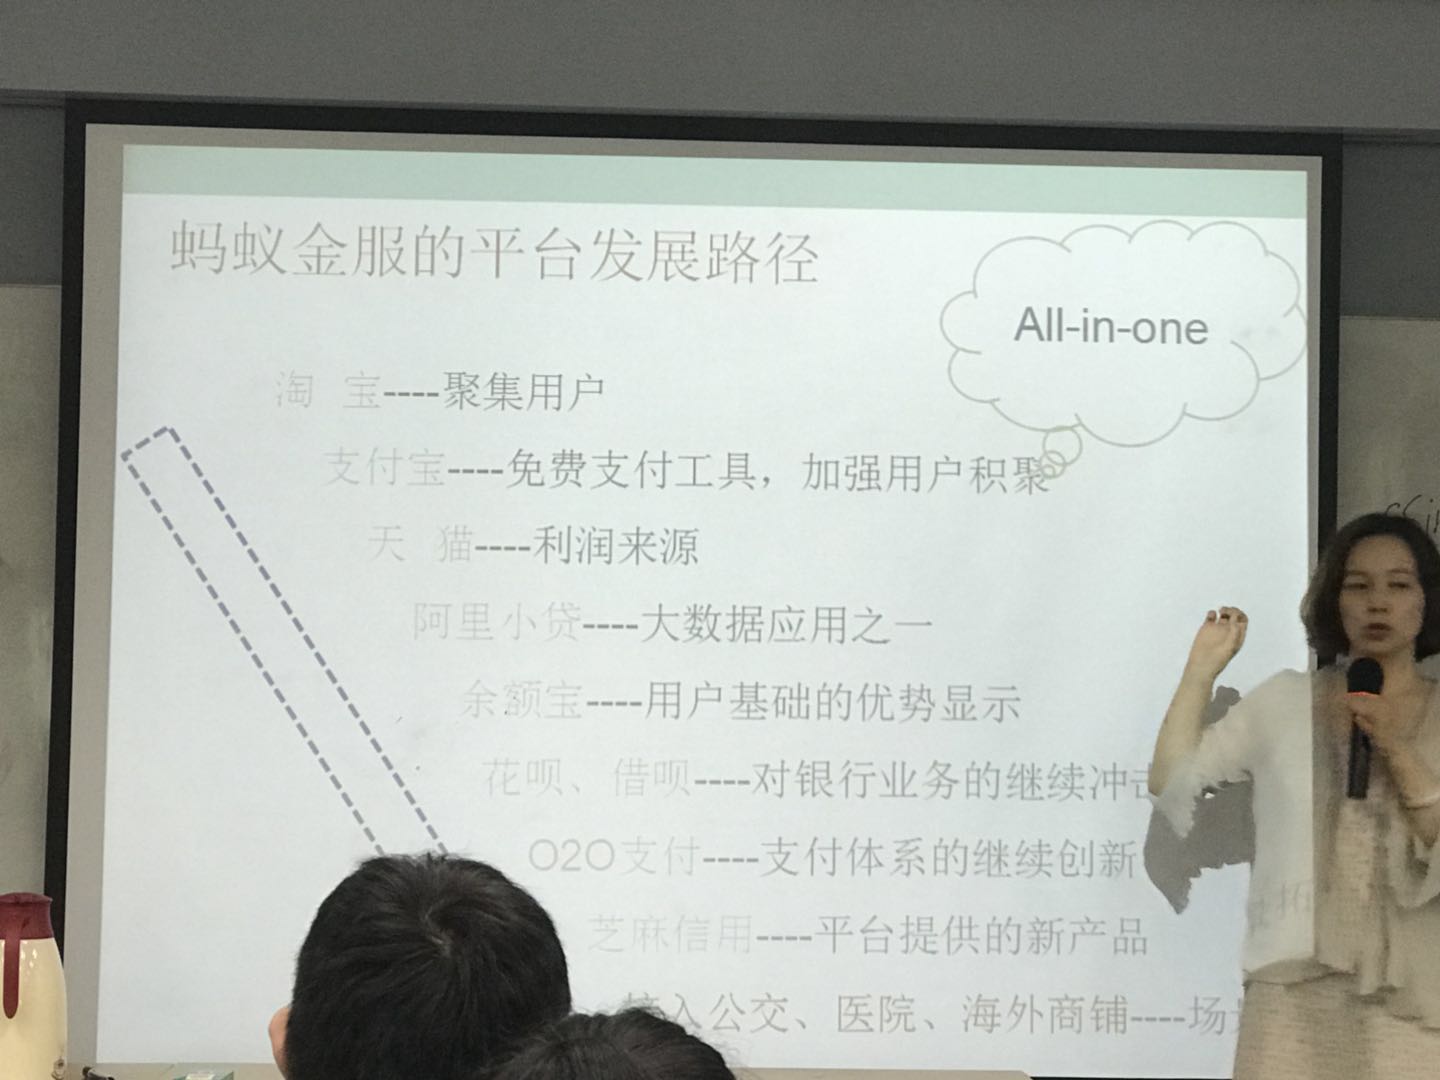 蚂蚁金服的平台发展路径
All-in-one
淘 宝----聚集用户
支付宝----免费支付工具，加强用户积聚
天 猫----利润来源
阿里小贷----大数据应用之一
余额宝----用户基础的优势显示
花呗、借呗----对银行业务的继续冲击
O2O支付----支付体系的继续创新
芝麻信用----平台提供的新产品
接入公交、医院、海外商铺----场